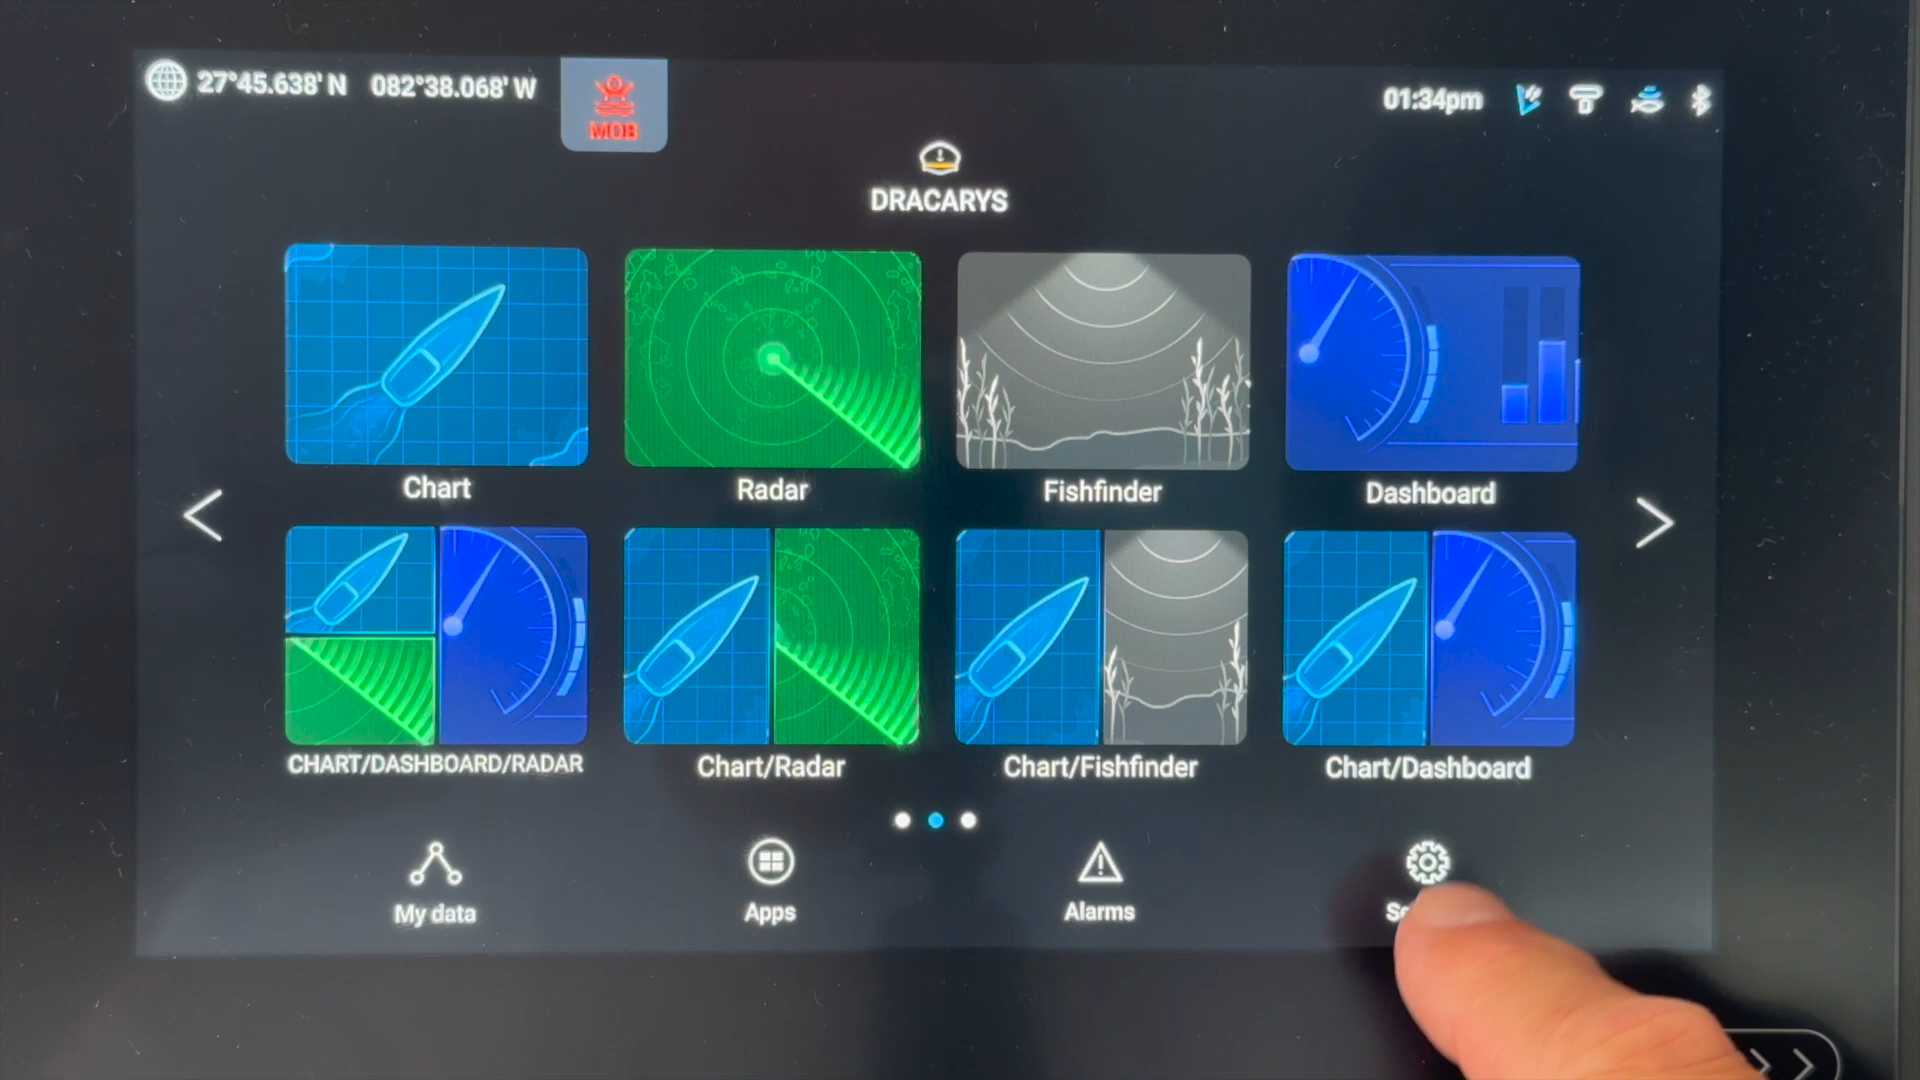 27°45.638' N 082°38.068' W
MOB
01:34pm
DRACARYS
Chart
Radar
Fishfinder
Dashboard
CHART/DASHBOARD/RADAR
Chart/Radar
Chart/Fishfinder
Chart/Dashboard
My data
Apps
Alarms